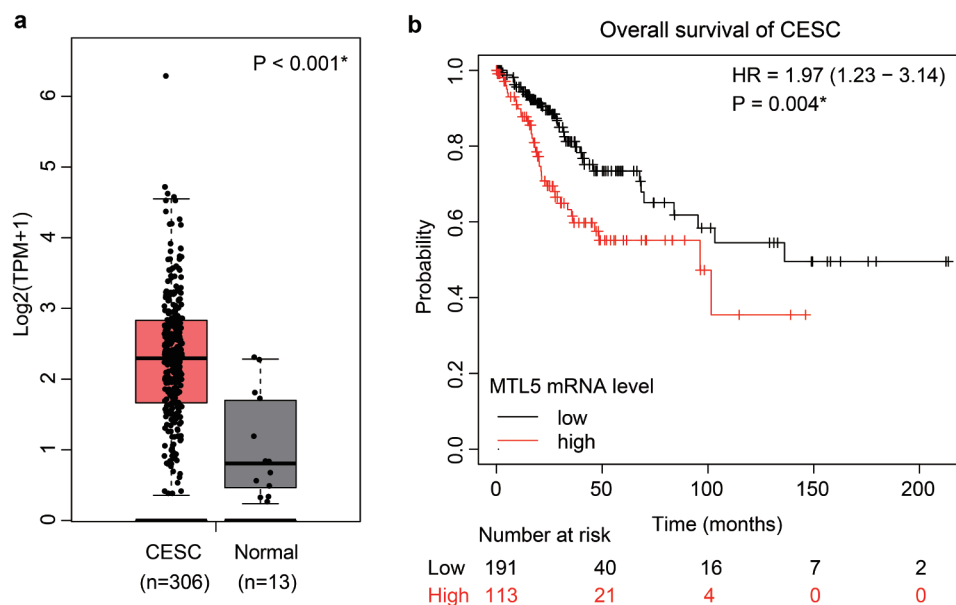 a
P < 0.001*
Log2(TPM+1)
6
5
4
3
2
1
0
CESC
(n=306)
Normal
(n=13)
b
Overall survival of CESC
HR = 1.97 (1.23 − 3.14)
P = 0.004*
Probability
1.0
0.8
0.6
0.4
0.2
0.0
MTL5 mRNA level
low
high
0 50 100 150 200
Time (months)
Number at risk
Low 191 40 16 7 2
High 113 21 4 0 0